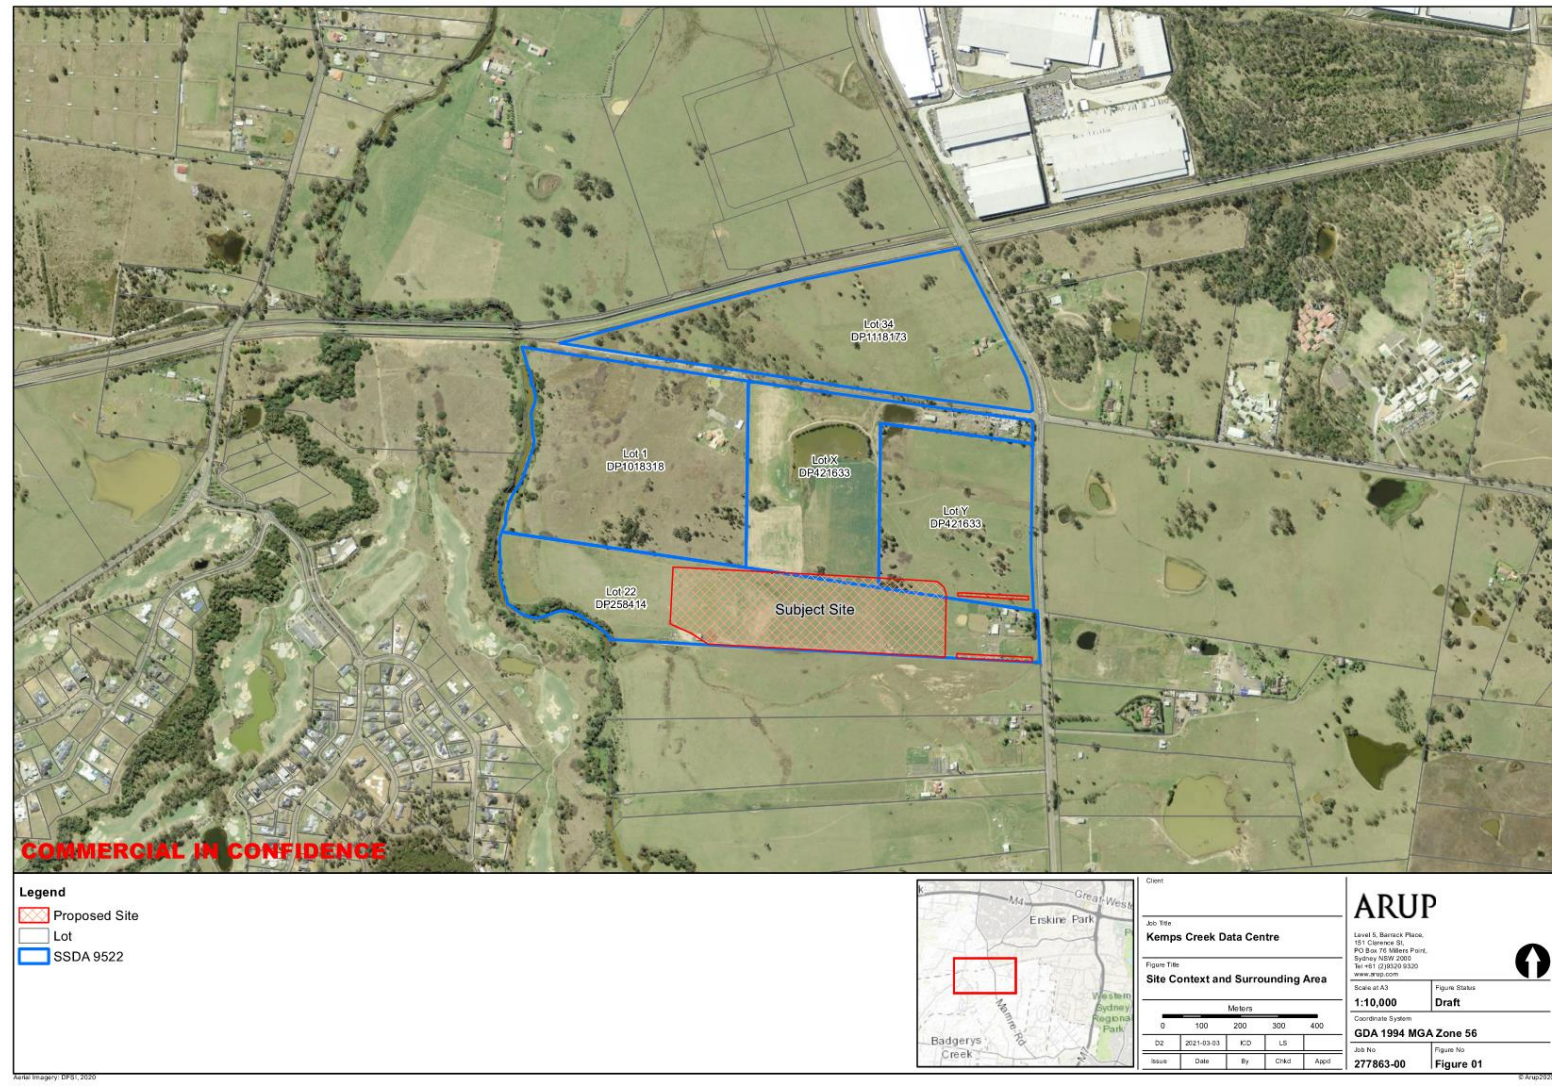 Lot 34
DP1118173
Lot 1
DP1018318
Lot X
DP421633
Lot Y
DP421633
Lot 22
DP258414
Subject Site
COMMERCIAL IN CONFIDENCE
Legend
Proposed Site
Lot
SSDA 9522
k
M4
Great West
Erskine Park
P
Mamre Rd
Western
Sydney
Regional
Park
Badgerys
Creek
M7
Client
Job Title
Kemps Creek Data Centre
Figure Title
Site Context and Surrounding Area
Meters
0 100 200 300 400
D2 2021-03-03 KD LS
Issue Date By Chkd Appd
ARUP
Level 5, Barrack Place,
151 Clarence St,
PO Box 76 Millers Point,
Sydney NSW 2000
Tel +61 (2)9320 9320
www.arup.com
Scale at A3
1:10,000
Figure Status
Draft
Coordinate System
GDA 1994 MGA Zone 56
Job No
277863-00
Figure No
Figure 01
Aerial Imagery: DFSI, 2020
© Arup2020